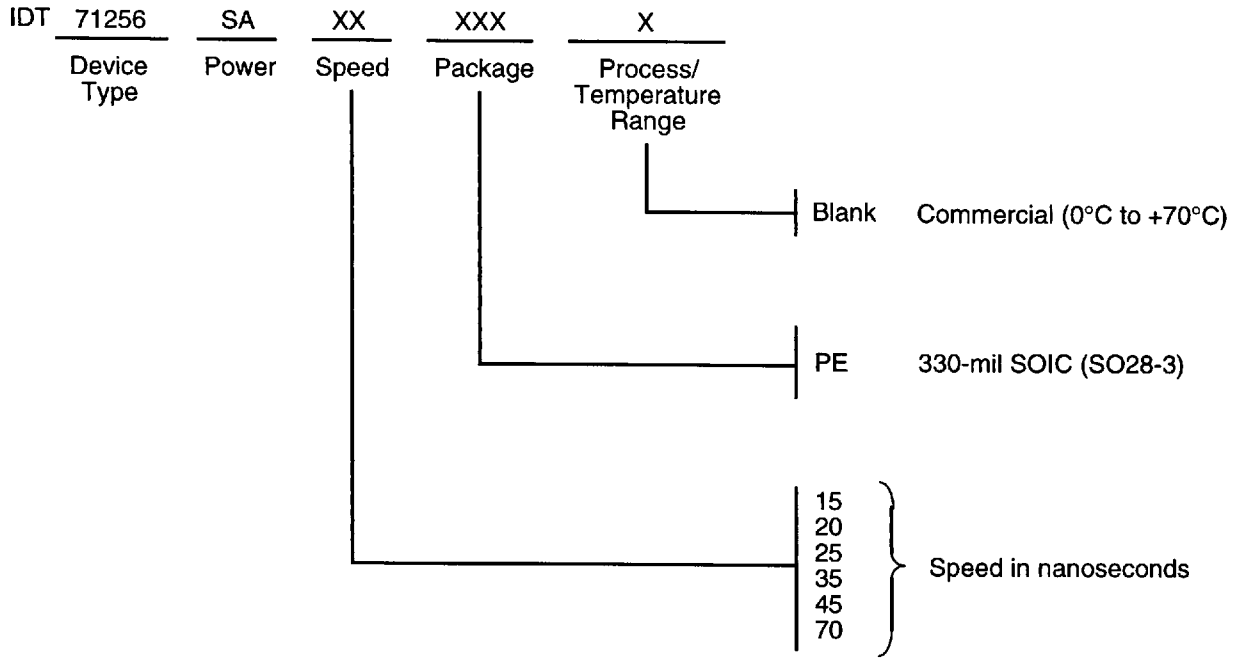 IDT 71256 SA XX XXX X
Device Type Power Speed Package Process/ Temperature Range
Blank Commercial (0°C to +70°C)
PE 330-mil SOIC (SO28-3)
15
20
25
35
45
70
Speed in nanoseconds